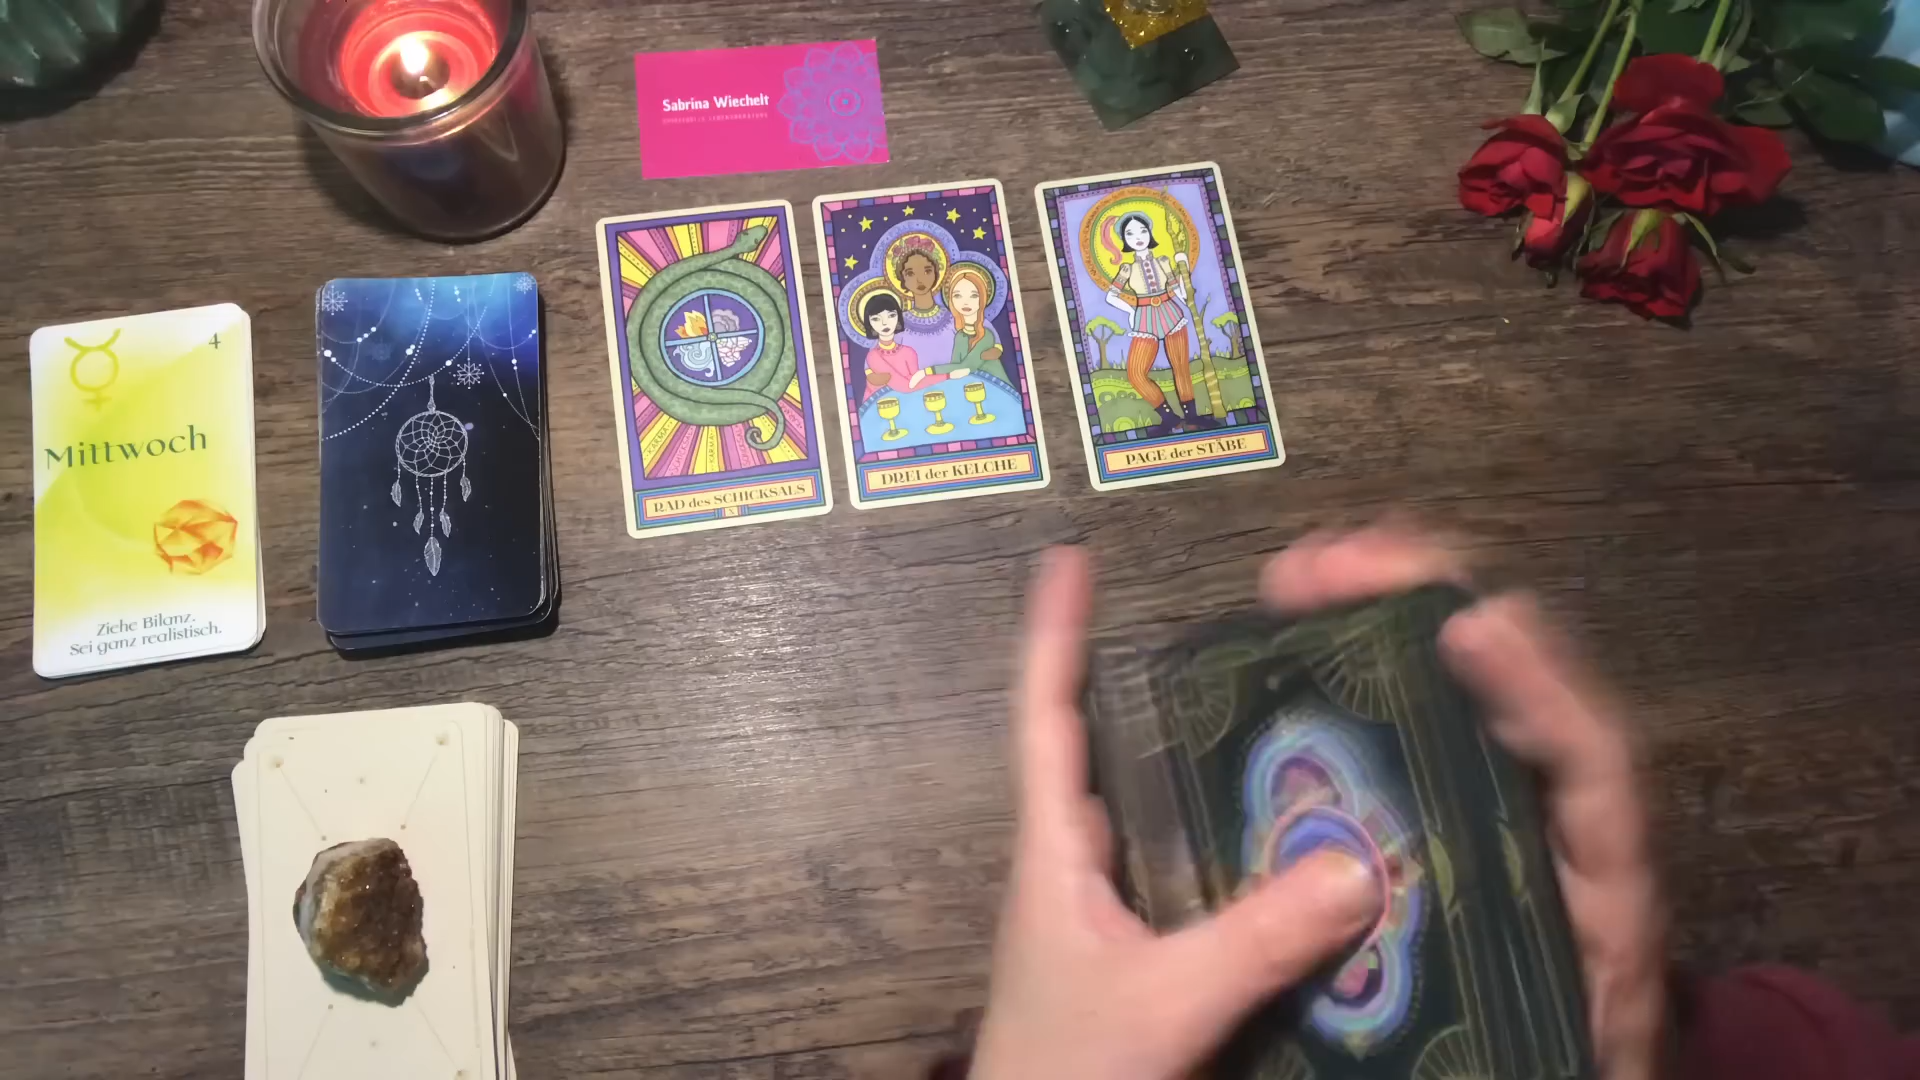 Sabrina Wiechelt
4
Mittwoch
Ziehe Bilanz.
Sei ganz realistisch.
RAD des SCHICKSALS
X
DREI der KELCHE
PAGE der STÄBE